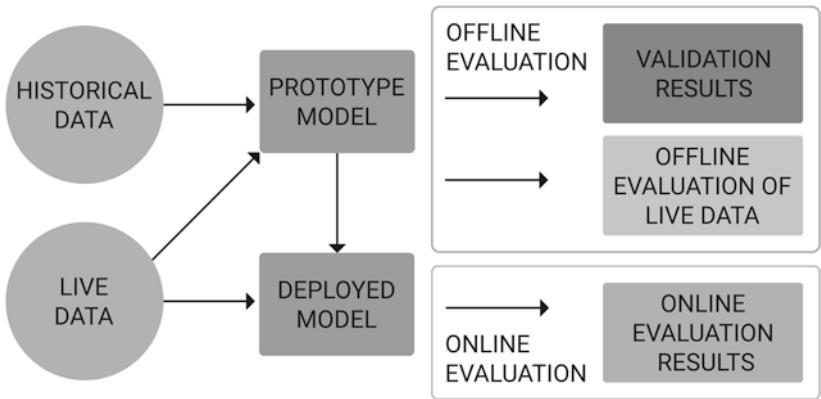 HISTORICAL
DATA
PROTOTYPE
MODEL
OFFLINE
EVALUATION
VALIDATION
RESULTS
OFFLINE
EVALUATION OF
LIVE DATA
LIVE
DATA
DEPLOYED
MODEL
ONLINE
EVALUATION
ONLINE
EVALUATION
RESULTS